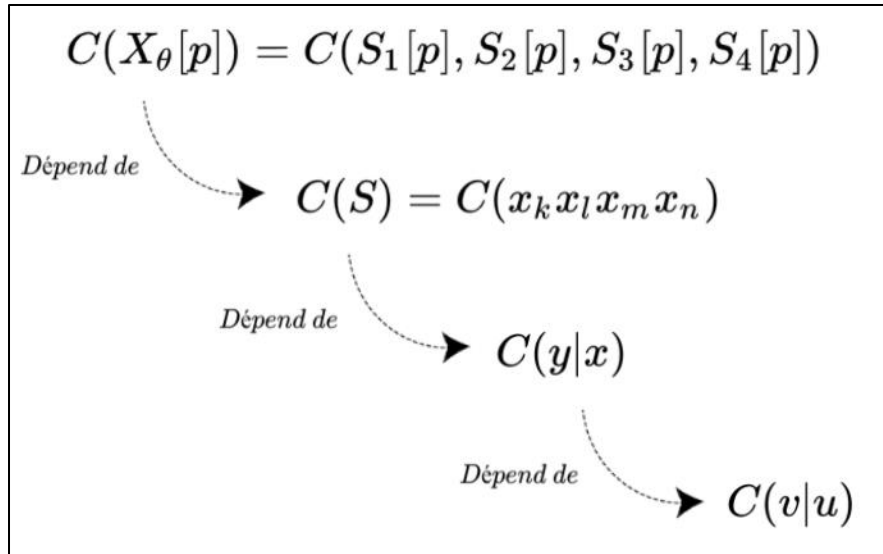 C(X_θ[p]) = C(S_1[p], S_2[p], S_3[p], S_4[p])
Dépend de
C(S) = C(x_k x_l x_m x_n)
Dépend de
C(y|x)
Dépend de
C(v|u)